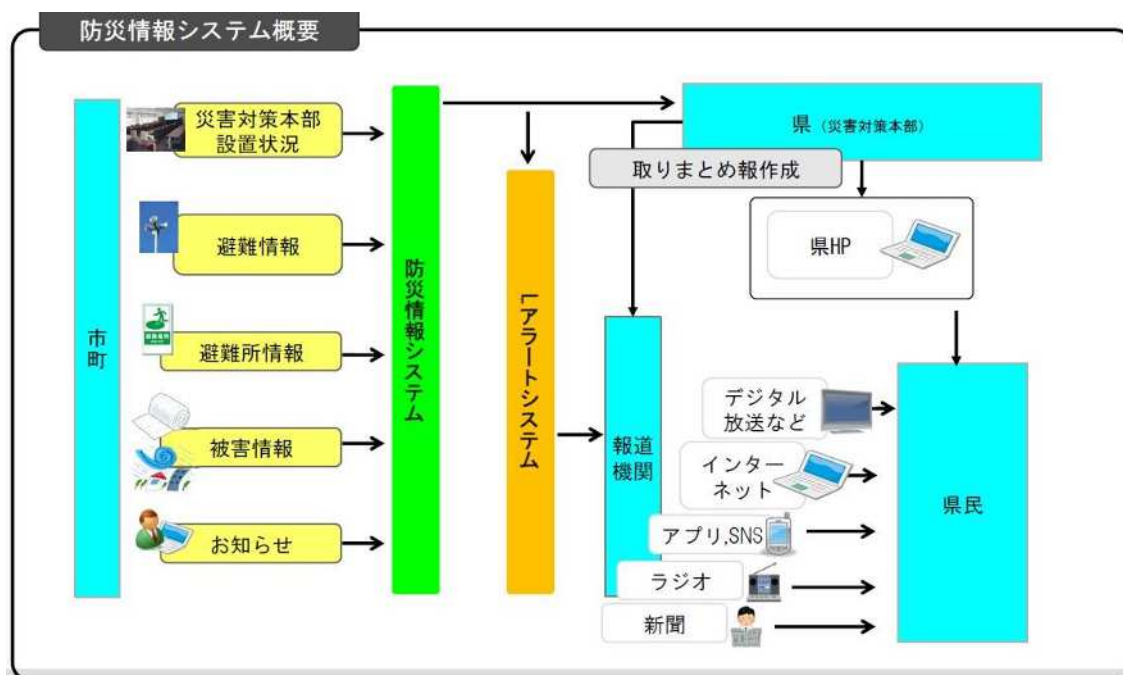 防災情報システム概要
市町
災害対策本部
設置状況
避難情報
避難所情報
被害情報
お知らせ
防災情報システム
Lアラートシステム
県（災害対策本部）
取りまとめ報作成
県HP
報道
機関
デジタル
放送など
インター
ネット
アプリ,SNS
ラジオ
新聞
県民